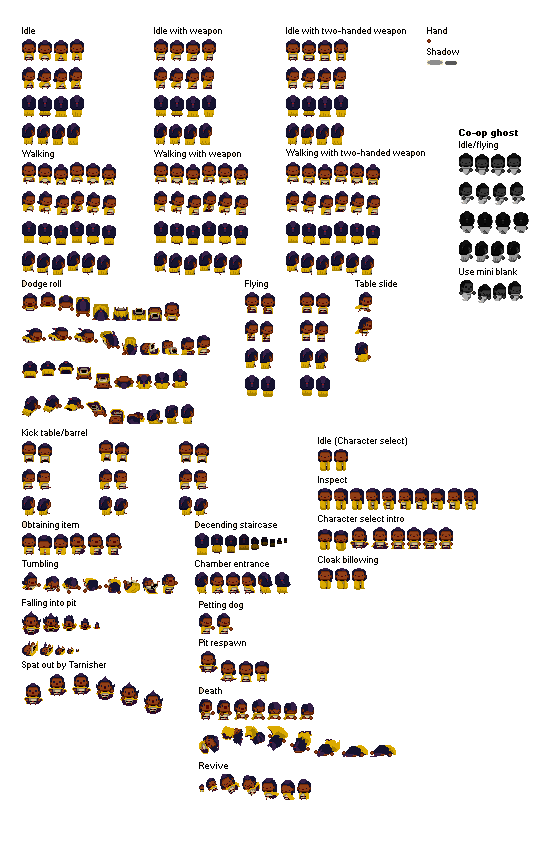 Idle
Idle with weapon
Idle with two-handed weapon
Hand
Shadow
Co-op ghost
Idle/flying
Walking
Walking with weapon
Walking with two-handed weapon
Use mini blank
Dodge roll
Flying
Table slide
Kick table/barrel
Idle (Character select)
Inspect
Obtaining item
Decending staircase
Character select intro
Tumbling
Chamber entrance
Cloak billowing
Falling into pit
Petting dog
Pit respawn
Spat out by Tarnisher
Death
Revive